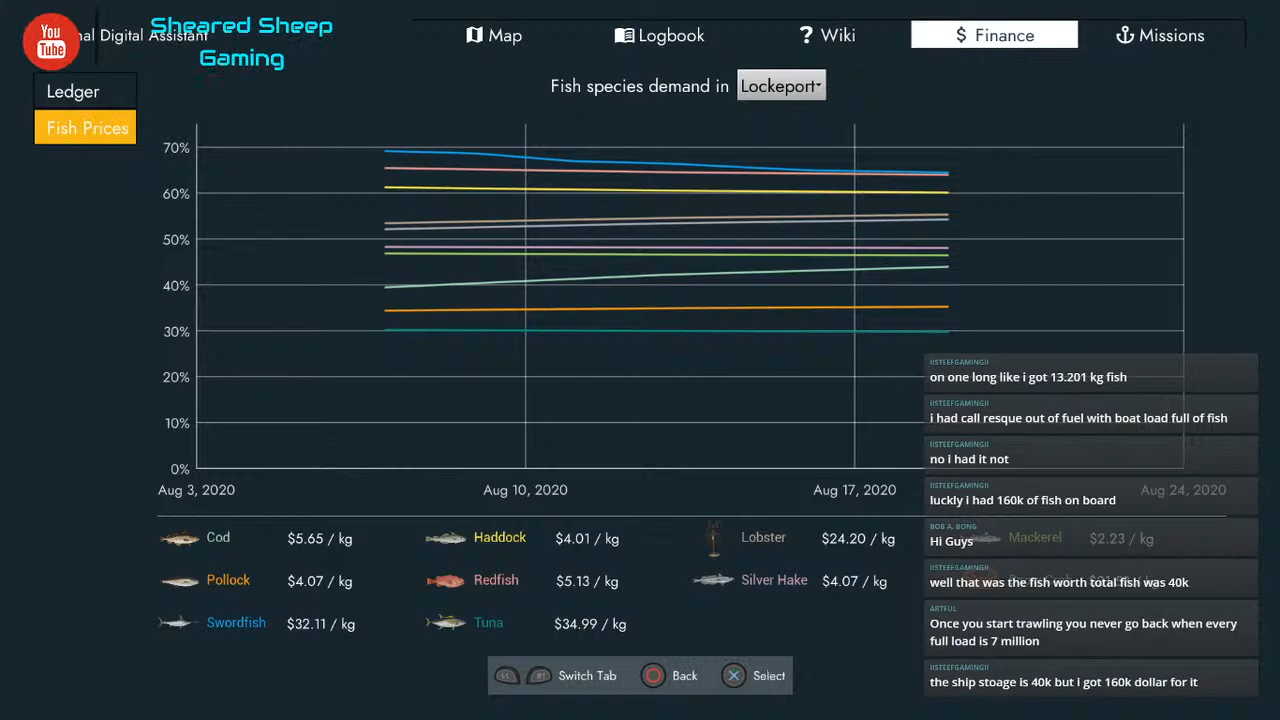 You
Tube
nal Digital Assistant
Sheared Sheep
Gaming
Map
Logbook
? Wiki
$ Finance
Missions
Ledger
Fish Prices
Fish species demand in Lockeport
70%
60%
50%
40%
30%
20%
10%
0%
Aug 3, 2020
Aug 10, 2020
Aug 17, 2020
Aug 24, 2020
Cod $5.65 / kg
Haddock $4.01 / kg
Lobster $24.20 / kg
Mackerel $2.23 / kg
Pollock $4.07 / kg
Redfish $5.13 / kg
Silver Hake $4.07 / kg
Swordfish $32.11 / kg
Tuna $34.99 / kg
IISTEEFGAMINGII
on one long like i got 13.201 kg fish
IISTEEFGAMINGII
i had call resque out of fuel with boat load full of fish
IISTEEFGAMINGII
no i had it not
IISTEEFGAMINGII
luckly i had 160k of fish on board
BOB A. BONG
Hi Guys
IISTEEFGAMINGII
well that was the fish worth total fish was 40k
ARTFUL
Once you start trawling you never go back when every
full load is 7 million
IISTEEFGAMINGII
the ship stoage is 40k but i got 160k dollar for it
Switch Tab
Back
Select